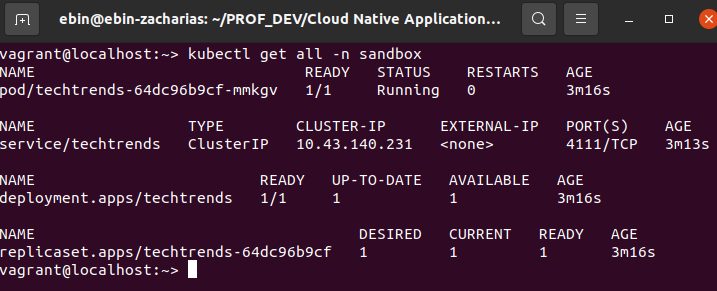 ebin@ebin-zacharias: ~/PROF_DEV/Cloud Native Application...
vagrant@localhost:~> kubectl get all -n sandbox
NAME READY STATUS RESTARTS AGE
pod/techtrends-64dc96b9cf-mmkgv 1/1 Running 0 3m16s
NAME TYPE CLUSTER-IP EXTERNAL-IP PORT(S) AGE
service/techtrends ClusterIP 10.43.140.231 <none> 4111/TCP 3m13s
NAME READY UP-TO-DATE AVAILABLE AGE
deployment.apps/techtrends 1/1 1 1 3m16s
NAME DESIRED CURRENT READY AGE
replicaset.apps/techtrends-64dc96b9cf 1 1 1 3m16s
vagrant@localhost:~>